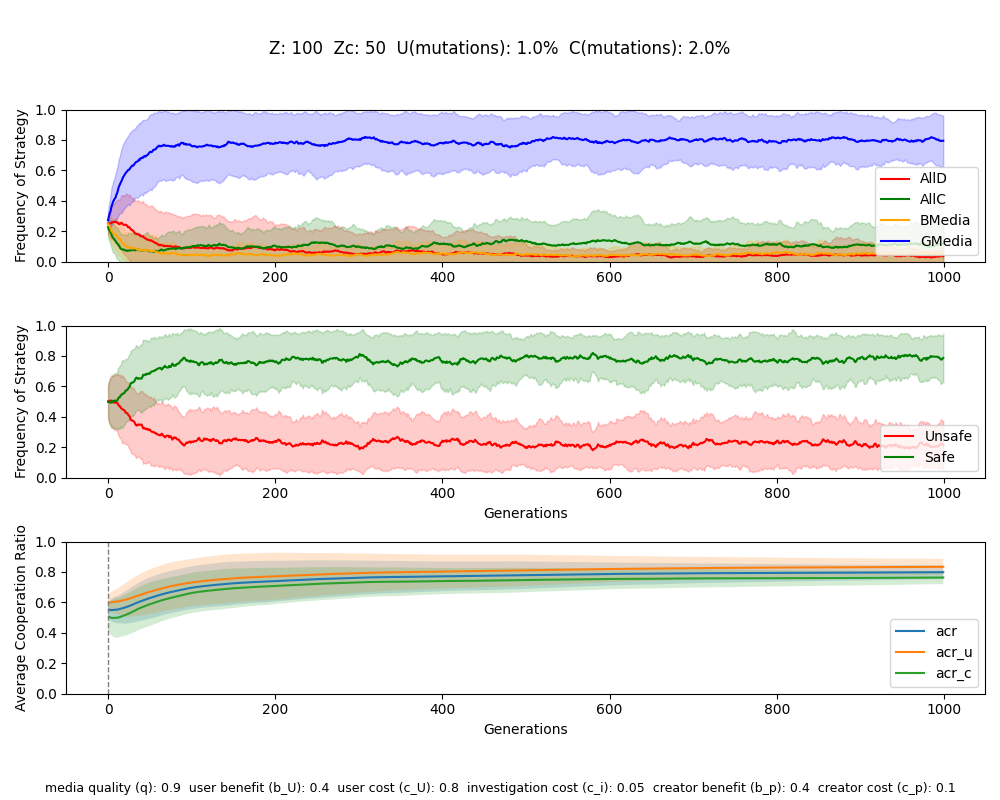 Z: 100  Zc: 50  U(mutations): 1.0%  C(mutations): 2.0%
Frequency of Strategy
1.0
0.8
0.6
0.4
0.2
0.0
AllD
AllC
BMedia
GMedia
0 200 400 600 800 1000
Frequency of Strategy
1.0
0.8
0.6
0.4
0.2
0.0
Unsafe
Safe
0 200 400 600 800 1000
Generations
Average Cooperation Ratio
1.0
0.8
0.6
0.4
0.2
0.0
acr
acr_u
acr_c
0 200 400 600 800 1000
Generations
media quality (q): 0.9  user benefit (b_U): 0.4  user cost (c_U): 0.8  investigation cost (c_i): 0.05  creator benefit (b_p): 0.4  creator cost (c_p): 0.1